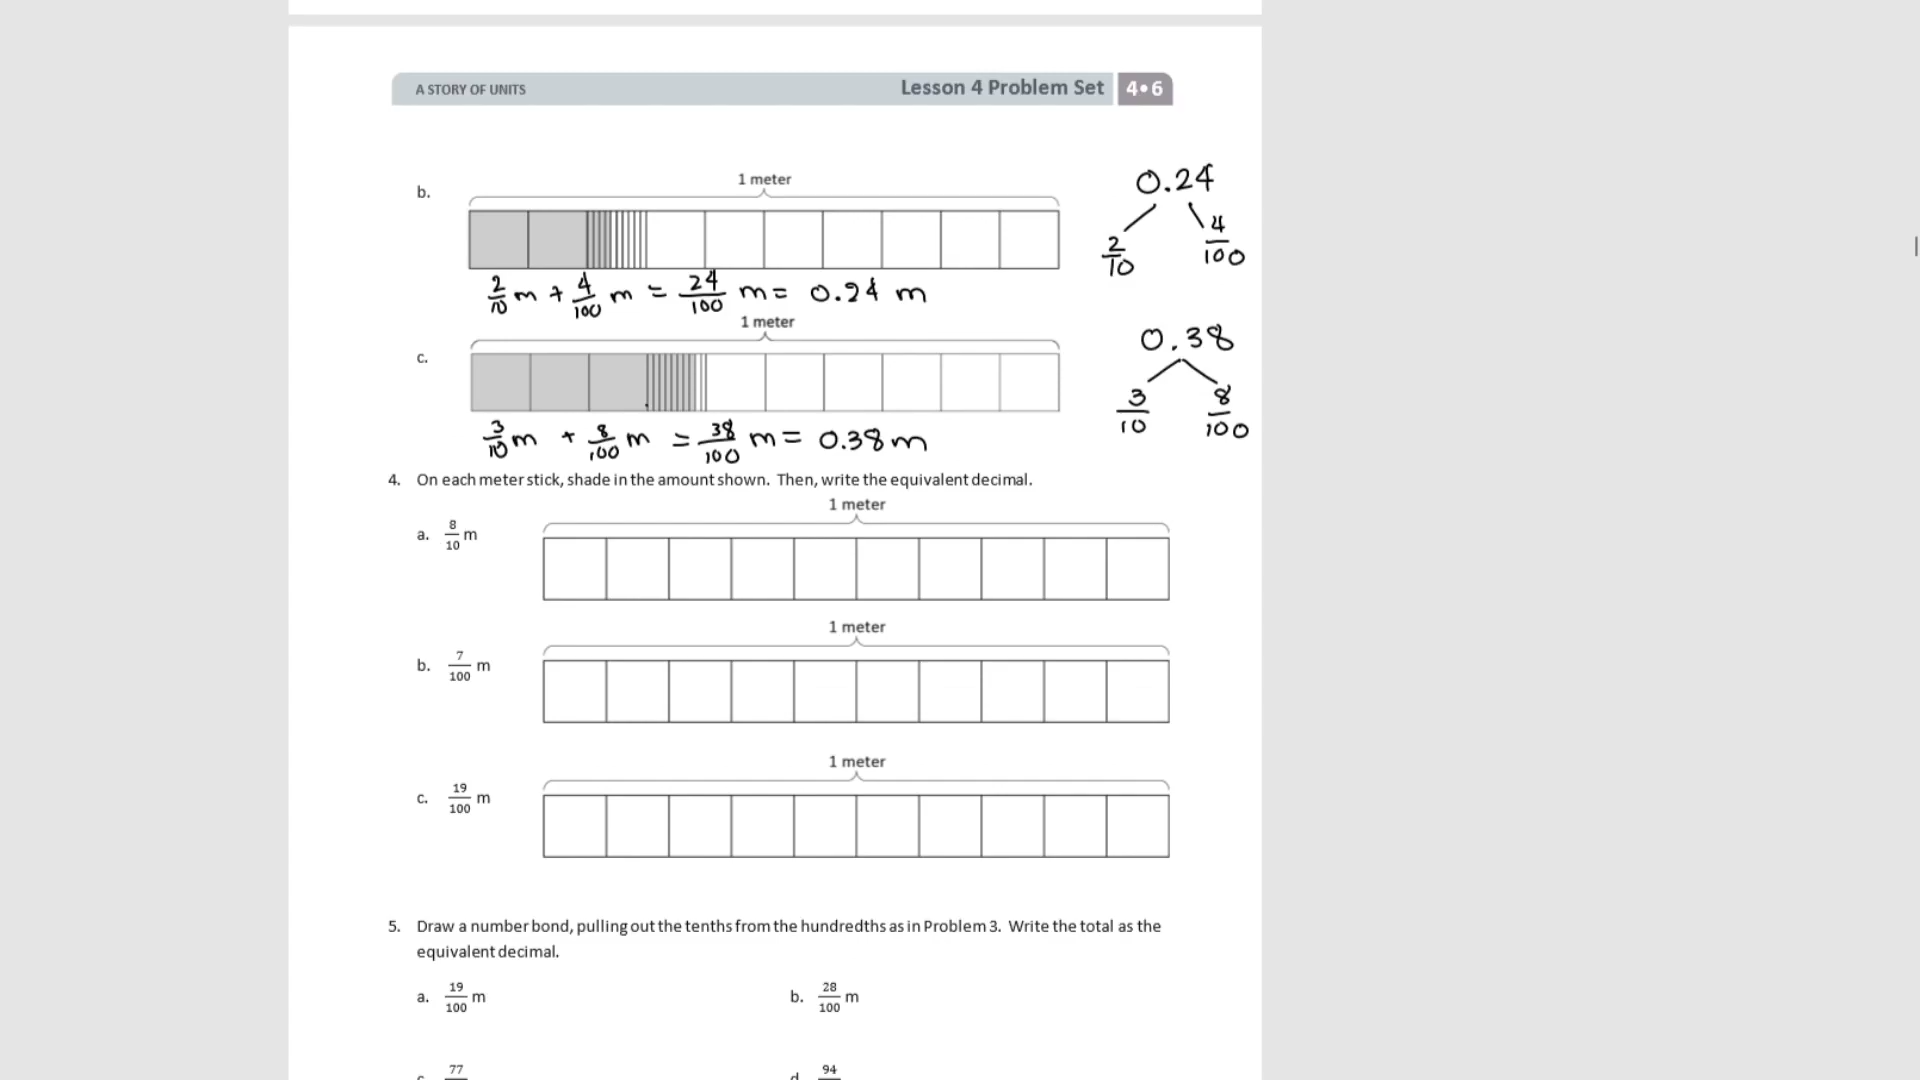 A STORY OF UNITS Lesson 4 Problem Set 4•6
1 meter
b.
0.24
2/10 4/100
2/10 m + 4/100 m = 24/100 m = 0.24 m
1 meter
c.
0.38
3/10 8/100
3/10 m + 8/100 m = 38/100 m = 0.38 m
4. On each meter stick, shade in the amount shown. Then, write the equivalent decimal.
1 meter
a. 8/10 m
1 meter
b. 7/100 m
1 meter
c. 19/100 m
5. Draw a number bond, pulling out the tenths from the hundredths as in Problem 3. Write the total as the
equivalent decimal.
a. 19/100 m b. 28/100 m
77 94